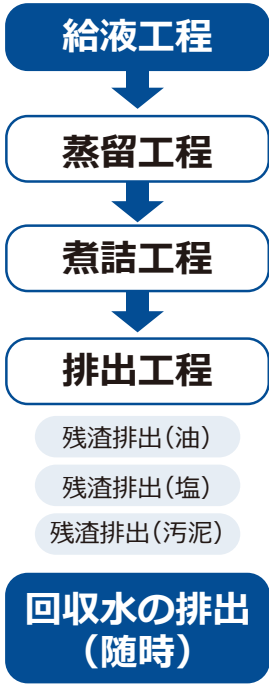 給液工程
蒸留工程
煮詰工程
排出工程
残渣排出（油）
残渣排出（塩）
残渣排出（汚泥）
回収水の排出
（随時）